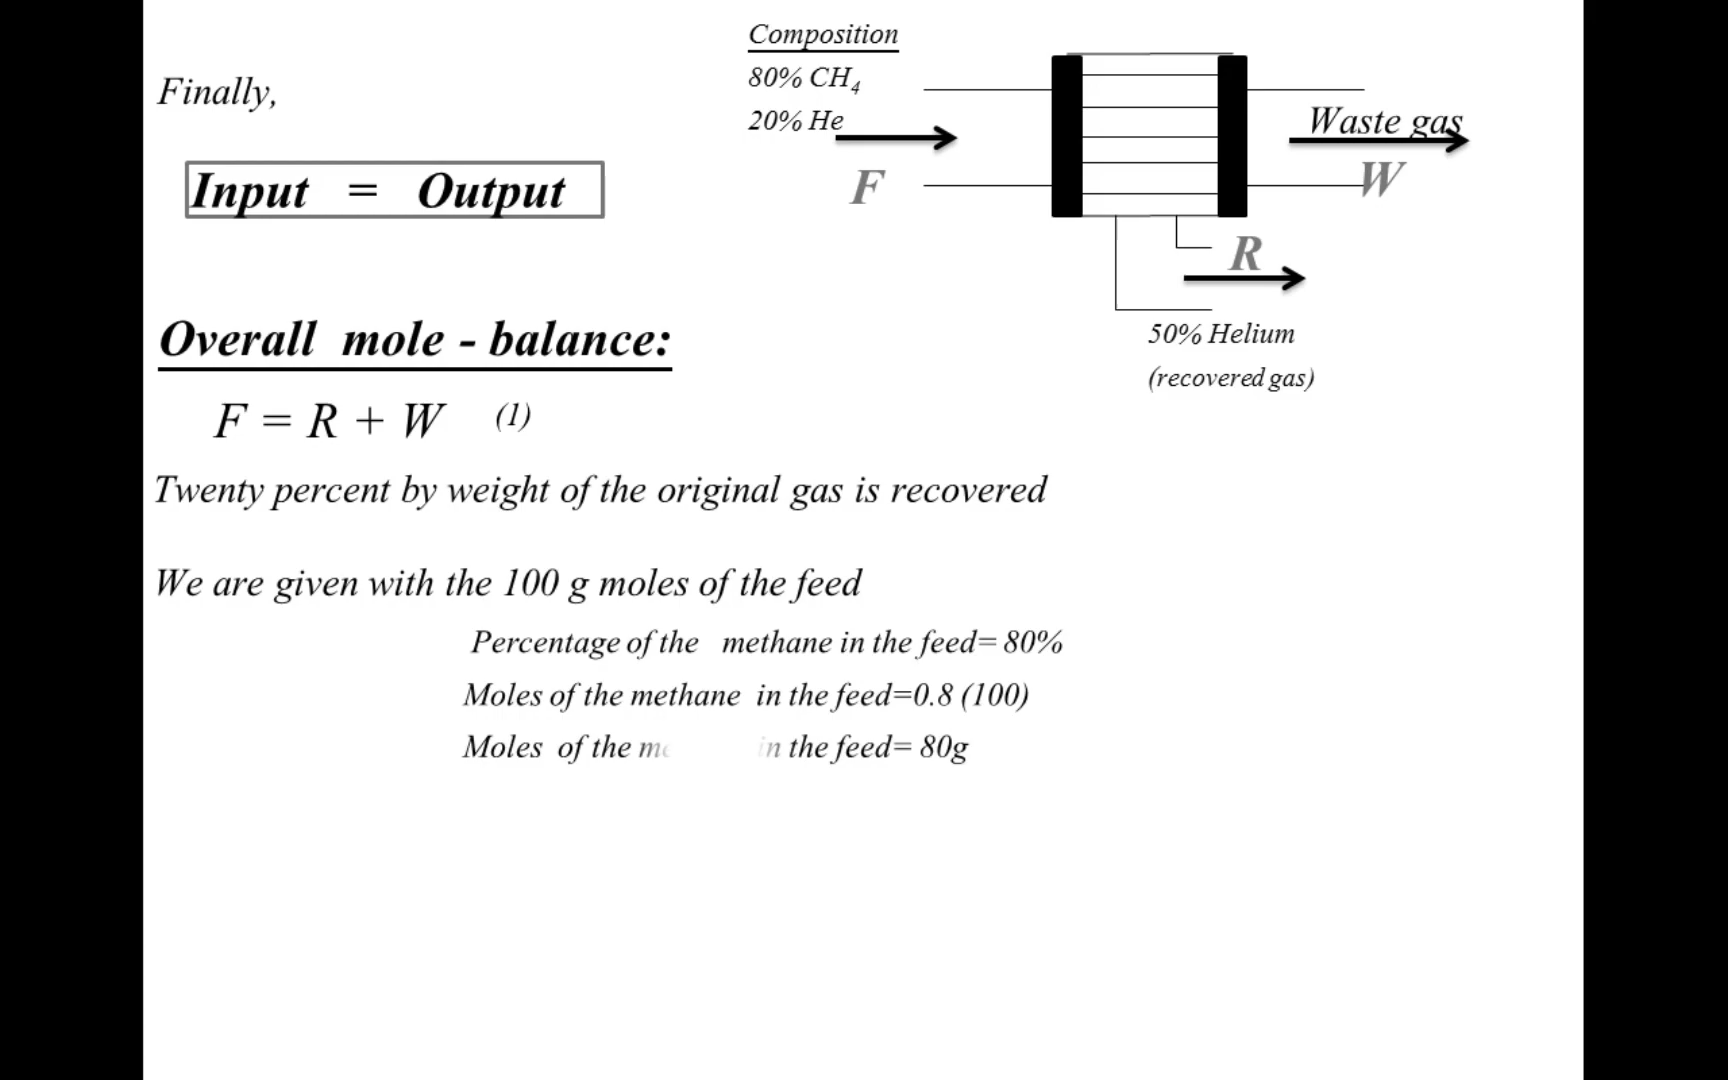 Composition
80% CH₄
20% He
F
Waste gas
W
R
50% Helium
(recovered gas)
Finally,
Input = Output
Overall mole - balance:
F = R + W (1)
Twenty percent by weight of the original gas is recovered
We are given with the 100 g moles of the feed
Percentage of the methane in the feed= 80%
Moles of the methane in the feed=0.8 (100)
Moles of the in the feed= 80g